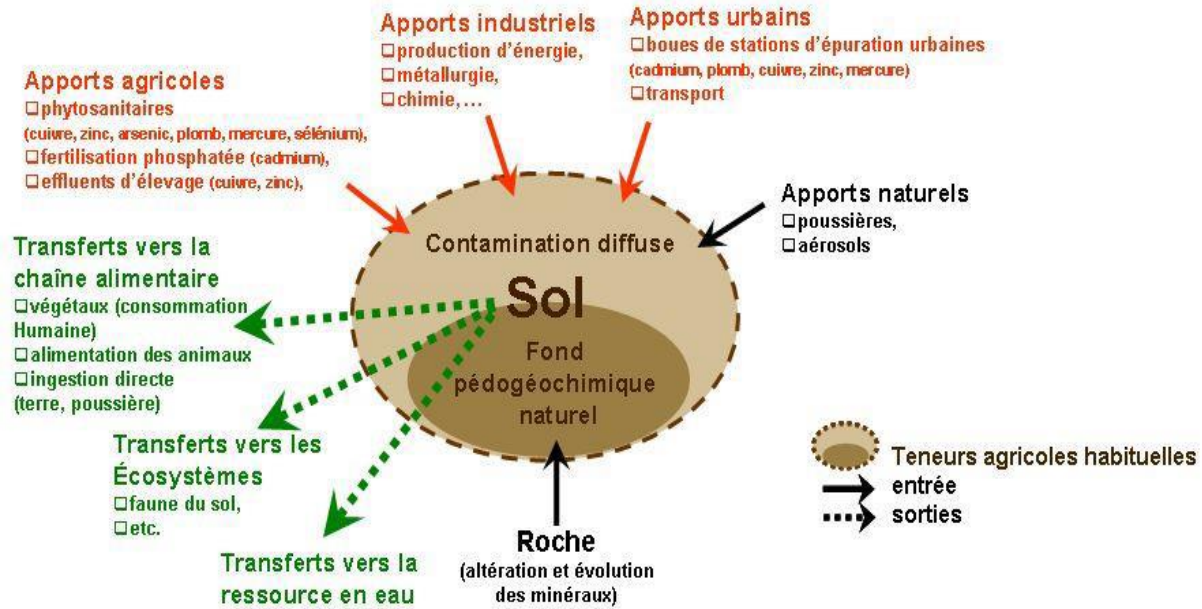 Apports industriels
❑production d'énergie,
❑métallurgie,
❑chimie, ...
Apports urbains
❑boues de stations d'épuration urbaines
(cadmium, plomb, cuivre, zinc, mercure)
❑transport
Apports agricoles
❑phytosanitaires
(cuivre, zinc, arsenic, plomb, mercure, sélénium),
❑fertilisation phosphatée (cadmium),
❑effluents d'élevage (cuivre, zinc),
Apports naturels
❑poussières,
❑aérosols
Contamination diffuse
Sol
Fond
pédogéochimique
naturel
Transferts vers la
chaîne alimentaire
❑végétaux (consommation
Humaine)
❑alimentation des animaux
❑ingestion directe
(terre, poussière)
Transferts vers les
Écosystèmes
❑faune du sol,
❑etc.
Transferts vers la
ressource en eau
Roche
(altération et évolution
des minéraux)
Teneurs agricoles habituelles
entrée
sorties